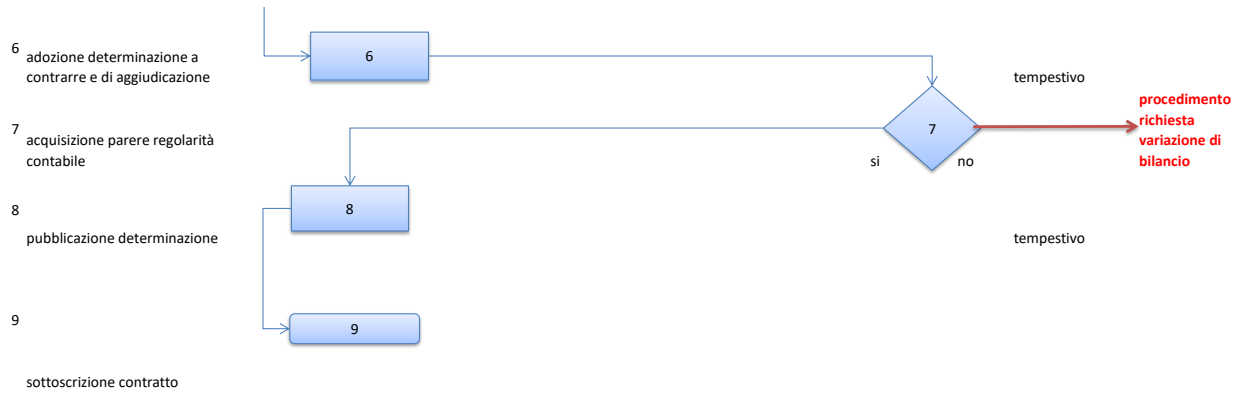 6
adozione determinazione a
contrarre e di aggiudicazione
6
tempestivo
procedimento
richiesta
variazione di
bilancio
7
acquisizione parere regolarità
contabile
7
si
no
8
pubblicazione determinazione
8
tempestivo
9
9
sottoscrizione contratto